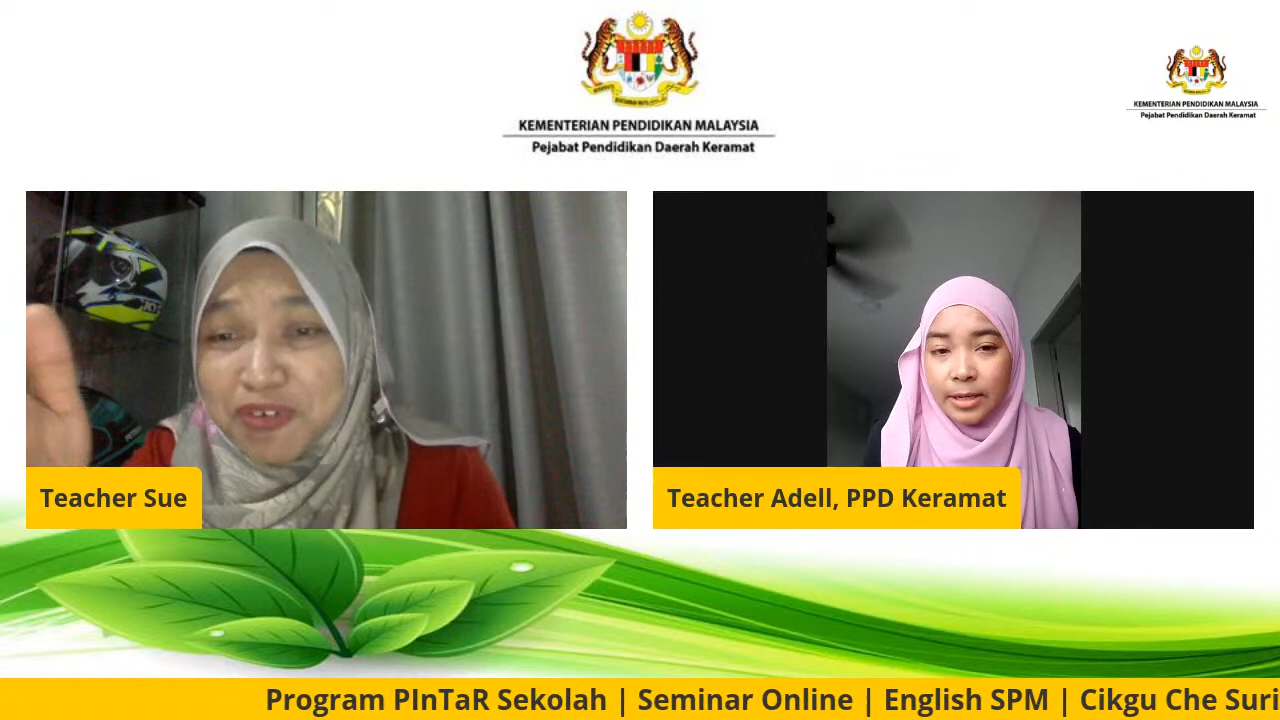 KEMENTERIAN PENDIDIKAN MALAYSIA
Pejabat Pendidikan Daerah Keramat
KEMENTERIAN PENDIDIKAN MALAYSIA
Pejabat Pendidikan Daerah Keramat
Teacher Sue
Teacher Adell, PPD Keramat
Program PInTaR Sekolah | Seminar Online | English SPM | Cikgu Che Suri